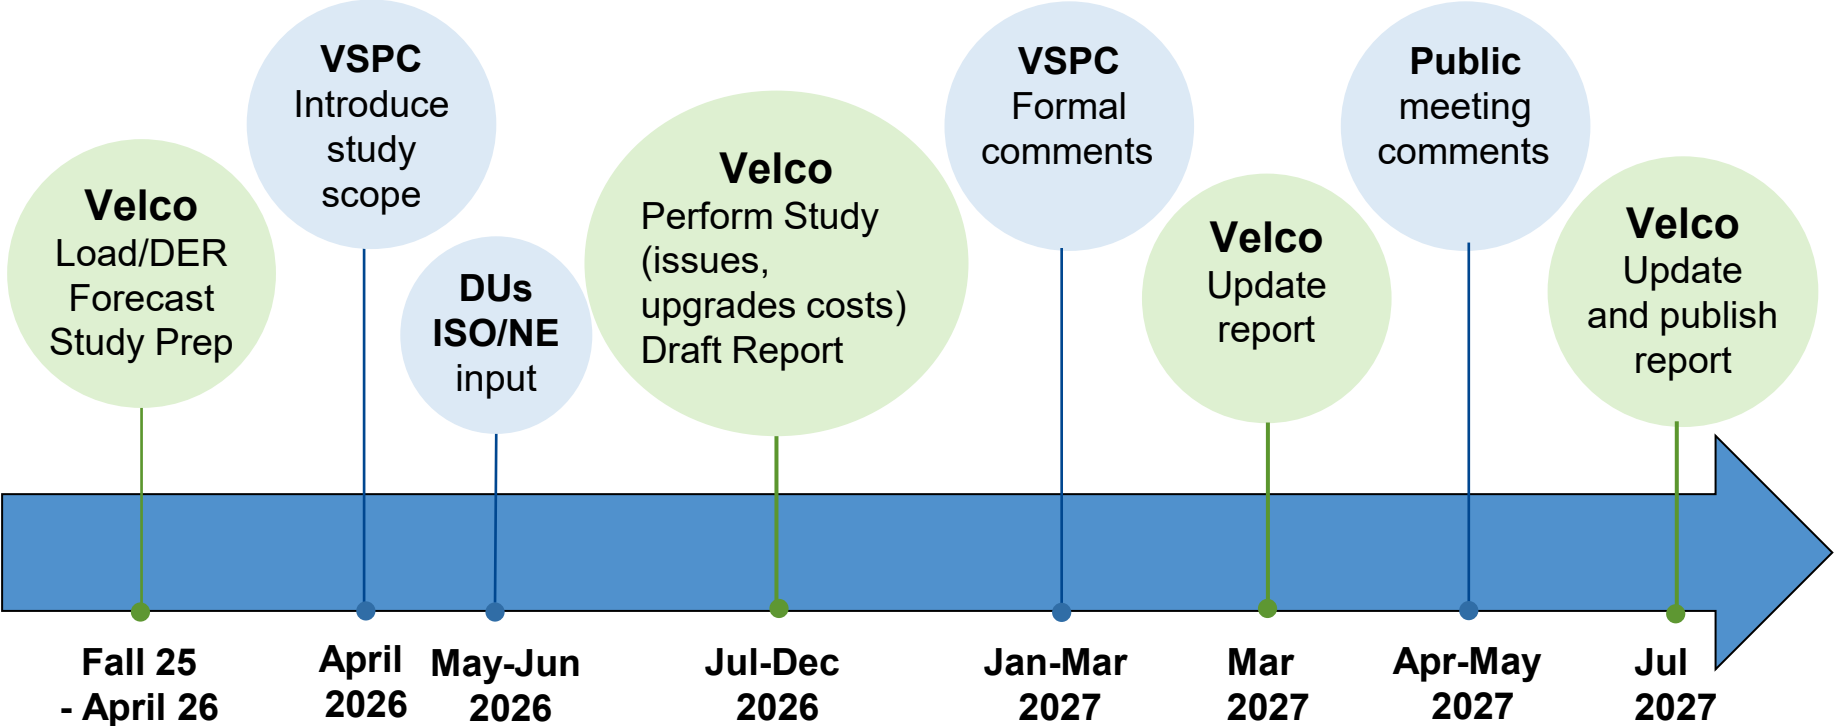 Velco
Load/DER
Forecast
Study Prep
VSPC
Introduce
study
scope
DUs
ISO/NE
input
Velco
Perform Study
(issues,
upgrades costs)
Draft Report
VSPC
Formal
comments
Velco
Update
report
Public
meeting
comments
Velco
Update
and publish
report
Fall 25
- April 26
April
2026
May-Jun
2026
Jul-Dec
2026
Jan-Mar
2027
Mar
2027
Apr-May
2027
Jul
2027